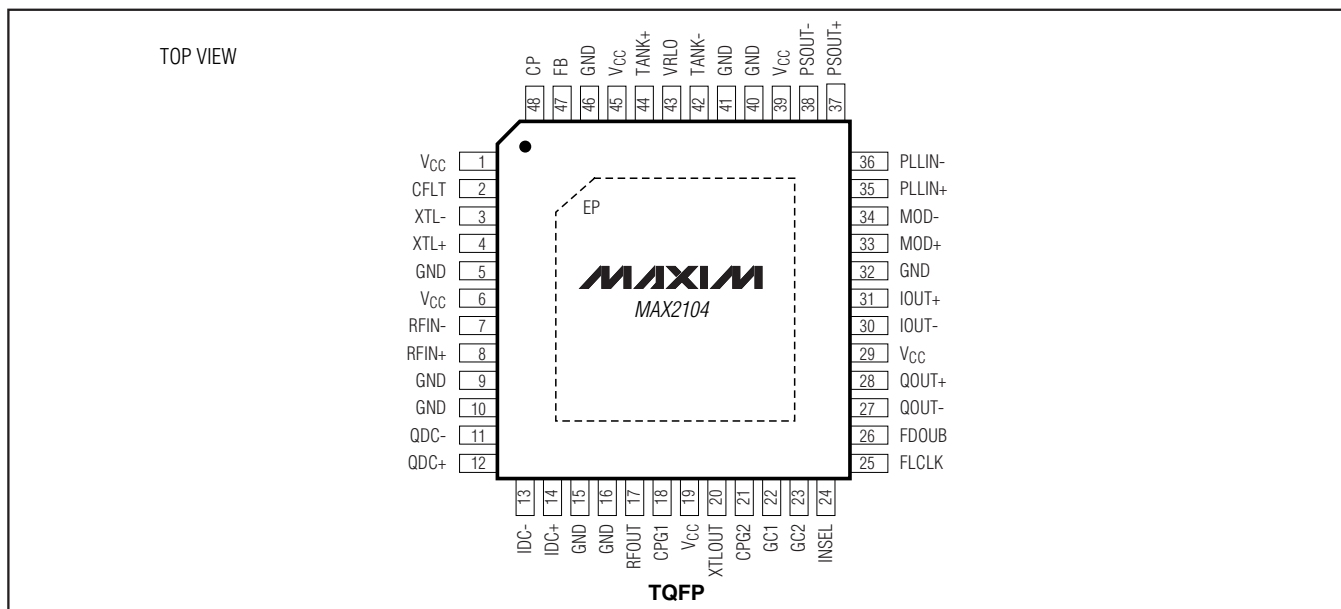 TOP VIEW
CP FB GND VCC TANK+ VRLO TANK- GND GND VCC PSOUT- PSOUT+
48 47 46 45 44 43 42 41 40 39 38 37
VCC 1
CFLT 2
XTL- 3
XTL+ 4
GND 5
VCC 6
RFIN- 7
RFIN+ 8
GND 9
GND 10
QDC- 11
QDC+ 12
EP
MAXIM
MAX2104
36 PLLIN-
35 PLLIN+
34 MOD-
33 MOD+
32 GND
31 IOUT+
30 IOUT-
29 VCC
28 QOUT+
27 QOUT-
26 FDOUB
25 FLCLK
13 14 15 16 17 18 19 20 21 22 23 24
IDC- IDC+ GND GND RFOUT CPG1 VCC XTLOUT CPG2 GC1 GC2 INSEL
TQFP